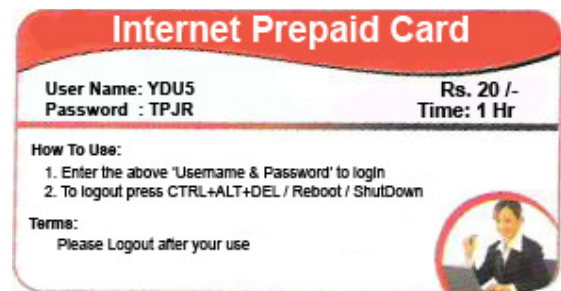 Internet Prepaid Card
User Name: YDU5 Rs. 20 /-
Password : TPJR Time: 1 Hr
How To Use:
1. Enter the above 'Username & Password' to login
2. To logout press CTRL+ALT+DEL / Reboot / ShutDown
Terms:
Please Logout after your use